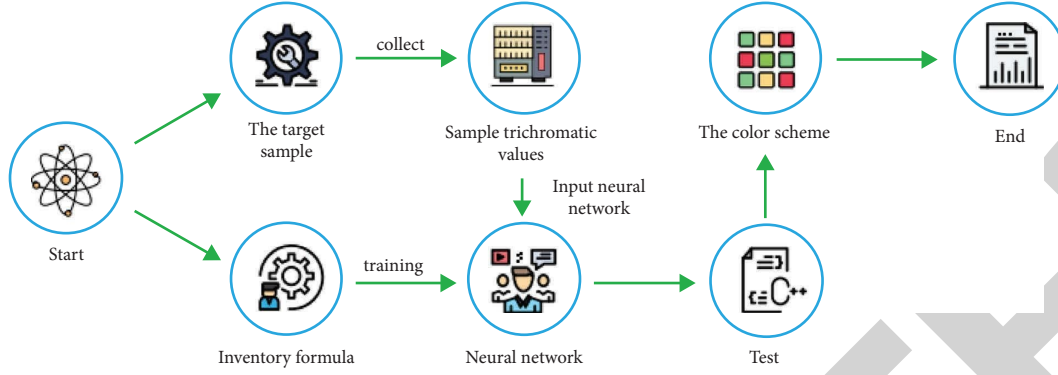 collect
The target
sample
Sample trichromatic
values
The color scheme
End
Input neural
network
Start
training
Inventory formula
Neural network
Test
C++